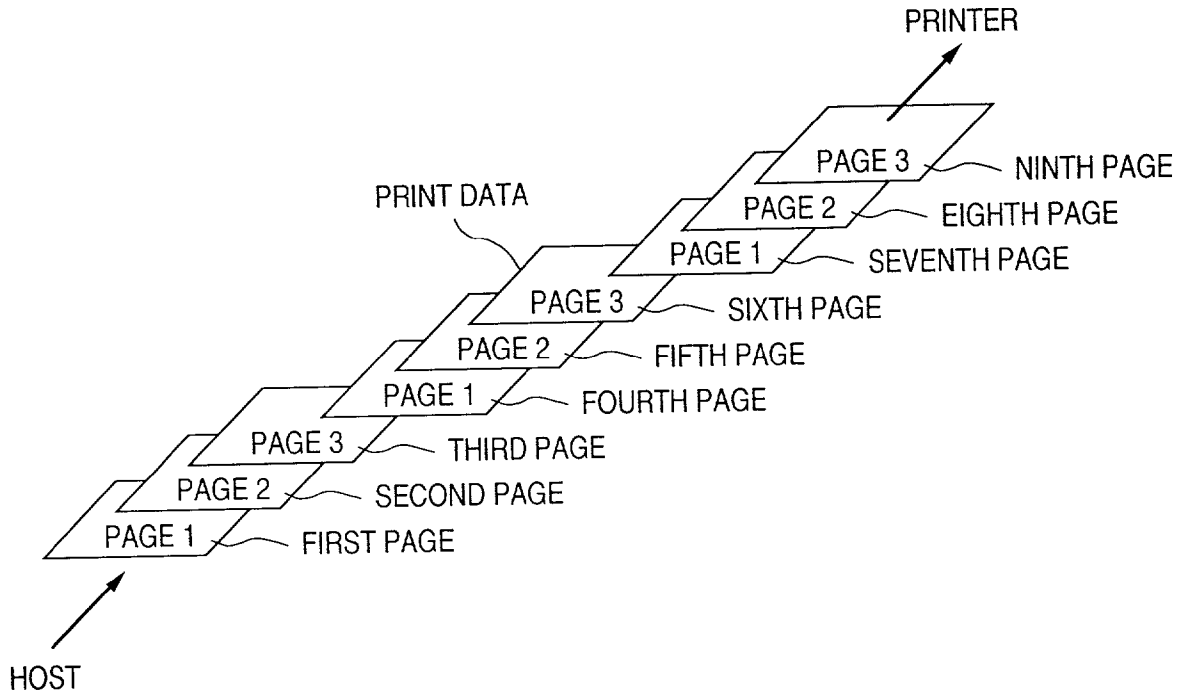 PRINTER
PAGE 3
NINTH PAGE
PRINT DATA
PAGE 2
EIGHTH PAGE
PAGE 1
SEVENTH PAGE
PAGE 3
SIXTH PAGE
PAGE 2
FIFTH PAGE
PAGE 1
FOURTH PAGE
PAGE 3
THIRD PAGE
PAGE 2
SECOND PAGE
PAGE 1
FIRST PAGE
HOST